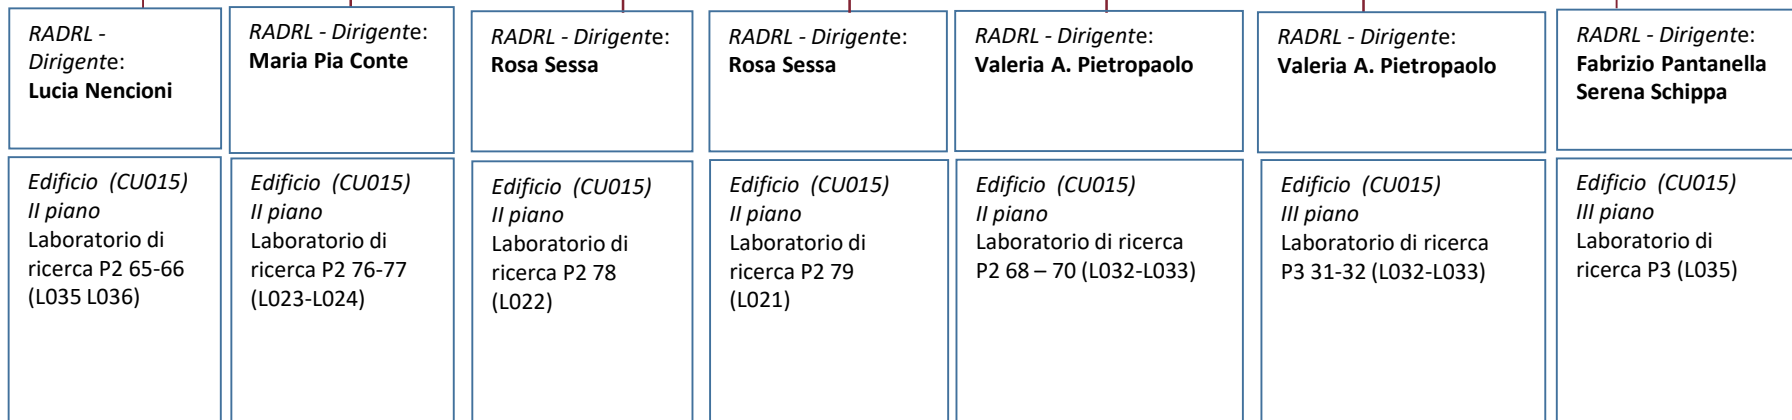 RADRL -
Dirigente:
Lucia Nencioni
RADRL - Dirigente:
Maria Pia Conte
RADRL - Dirigente:
Rosa Sessa
RADRL - Dirigente:
Rosa Sessa
RADRL - Dirigente:
Valeria A. Pietropaolo
RADRL - Dirigente:
Valeria A. Pietropaolo
RADRL - Dirigente:
Fabrizio Pantanella
Serena Schippa
Edificio (CU015)
II piano
Laboratorio di
ricerca P2 65-66
(L035 L036)
Edificio (CU015)
II piano
Laboratorio di
ricerca P2 76-77
(L023-L024)
Edificio (CU015)
II piano
Laboratorio di
ricerca P2 78
(L022)
Edificio (CU015)
II piano
Laboratorio di
ricerca P2 79
(L021)
Edificio (CU015)
II piano
Laboratorio di ricerca
P2 68 – 70 (L032-L033)
Edificio (CU015)
III piano
Laboratorio di ricerca
P3 31-32 (L032-L033)
Edificio (CU015)
III piano
Laboratorio di
ricerca P3 (L035)